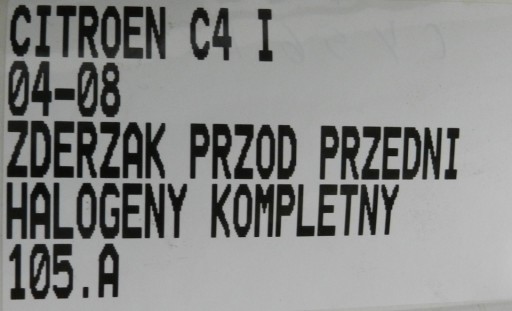 CITROEN C4 I
04-08
ZDERZAK PRZOD PRZEDNI
HALOGENY KOMPLETNY
105.A